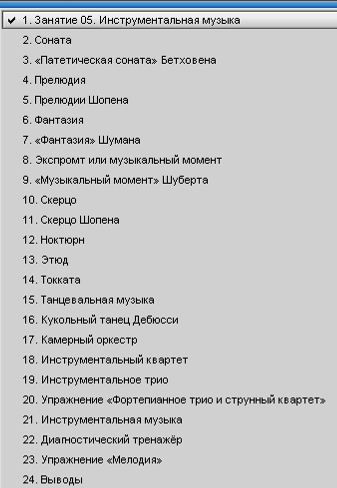 ✓ 1. Занятие 05. Инструментальная музыка
2. Соната
3. «Патетическая соната» Бетховена
4. Прелюдия
5. Прелюдии Шопена
6. Фантазия
7. «Фантазия» Шумана
8. Экспромт или музыкальный момент
9. «Музыкальный момент» Шуберта
10. Скерцо
11. Скерцо Шопена
12. Ноктюрн
13. Этюд
14. Токката
15. Танцевальная музыка
16. Кукольный танец Дебюсси
17. Камерный оркестр
18. Инструментальный квартет
19. Инструментальное трио
20. Упражнение «Фортепианное трио и струнный квартет»
21. Инструментальная музыка
22. Диагностический тренажёр
23. Упражнение «Мелодия»
24. Выводы